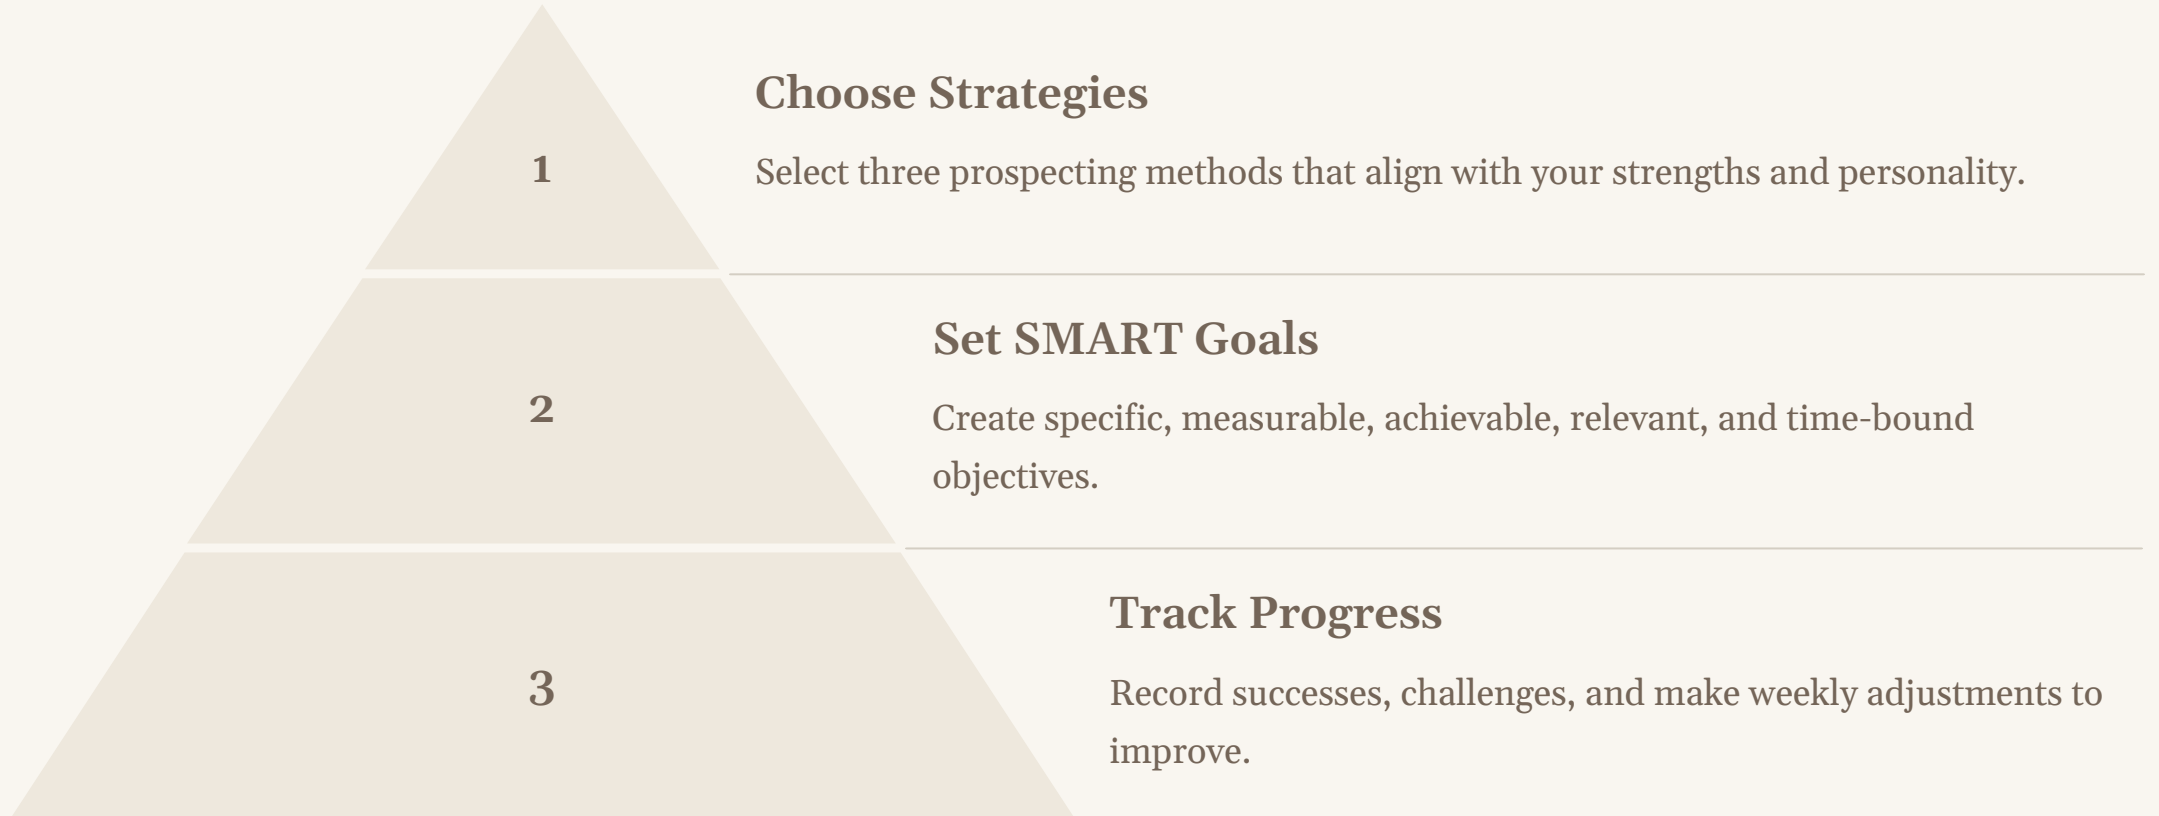 Choose Strategies
1
Select three prospecting methods that align with your strengths and personality.
Set SMART Goals
2
Create specific, measurable, achievable, relevant, and time-bound
objectives.
Track Progress
3
Record successes, challenges, and make weekly adjustments to
improve.